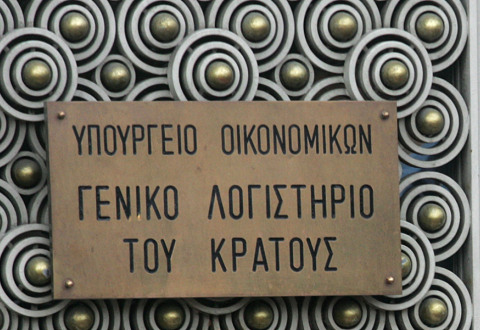 ΥΠΟΥΡΓΕΙΟ ΟΙΚΟΝΟΜΙΚΩΝ
ΓΕΝΙΚΟ ΛΟΓΙΣΤΗΡΙΟ
ΤΟΥ ΚΡΑΤΟΥΣ